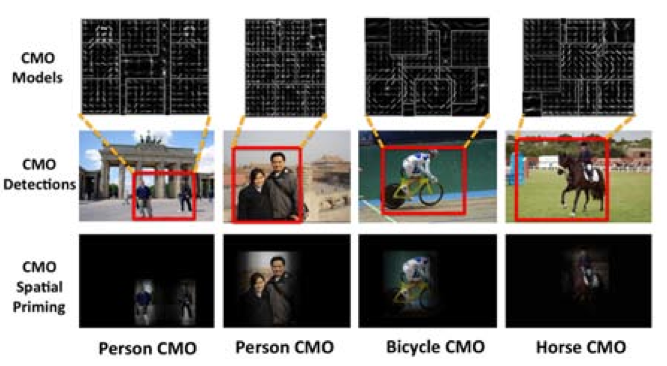 CMO
Models
CMO
Detections
CMO
Spatial
Priming
Person CMO
Person CMO
Bicycle CMO
Horse CMO